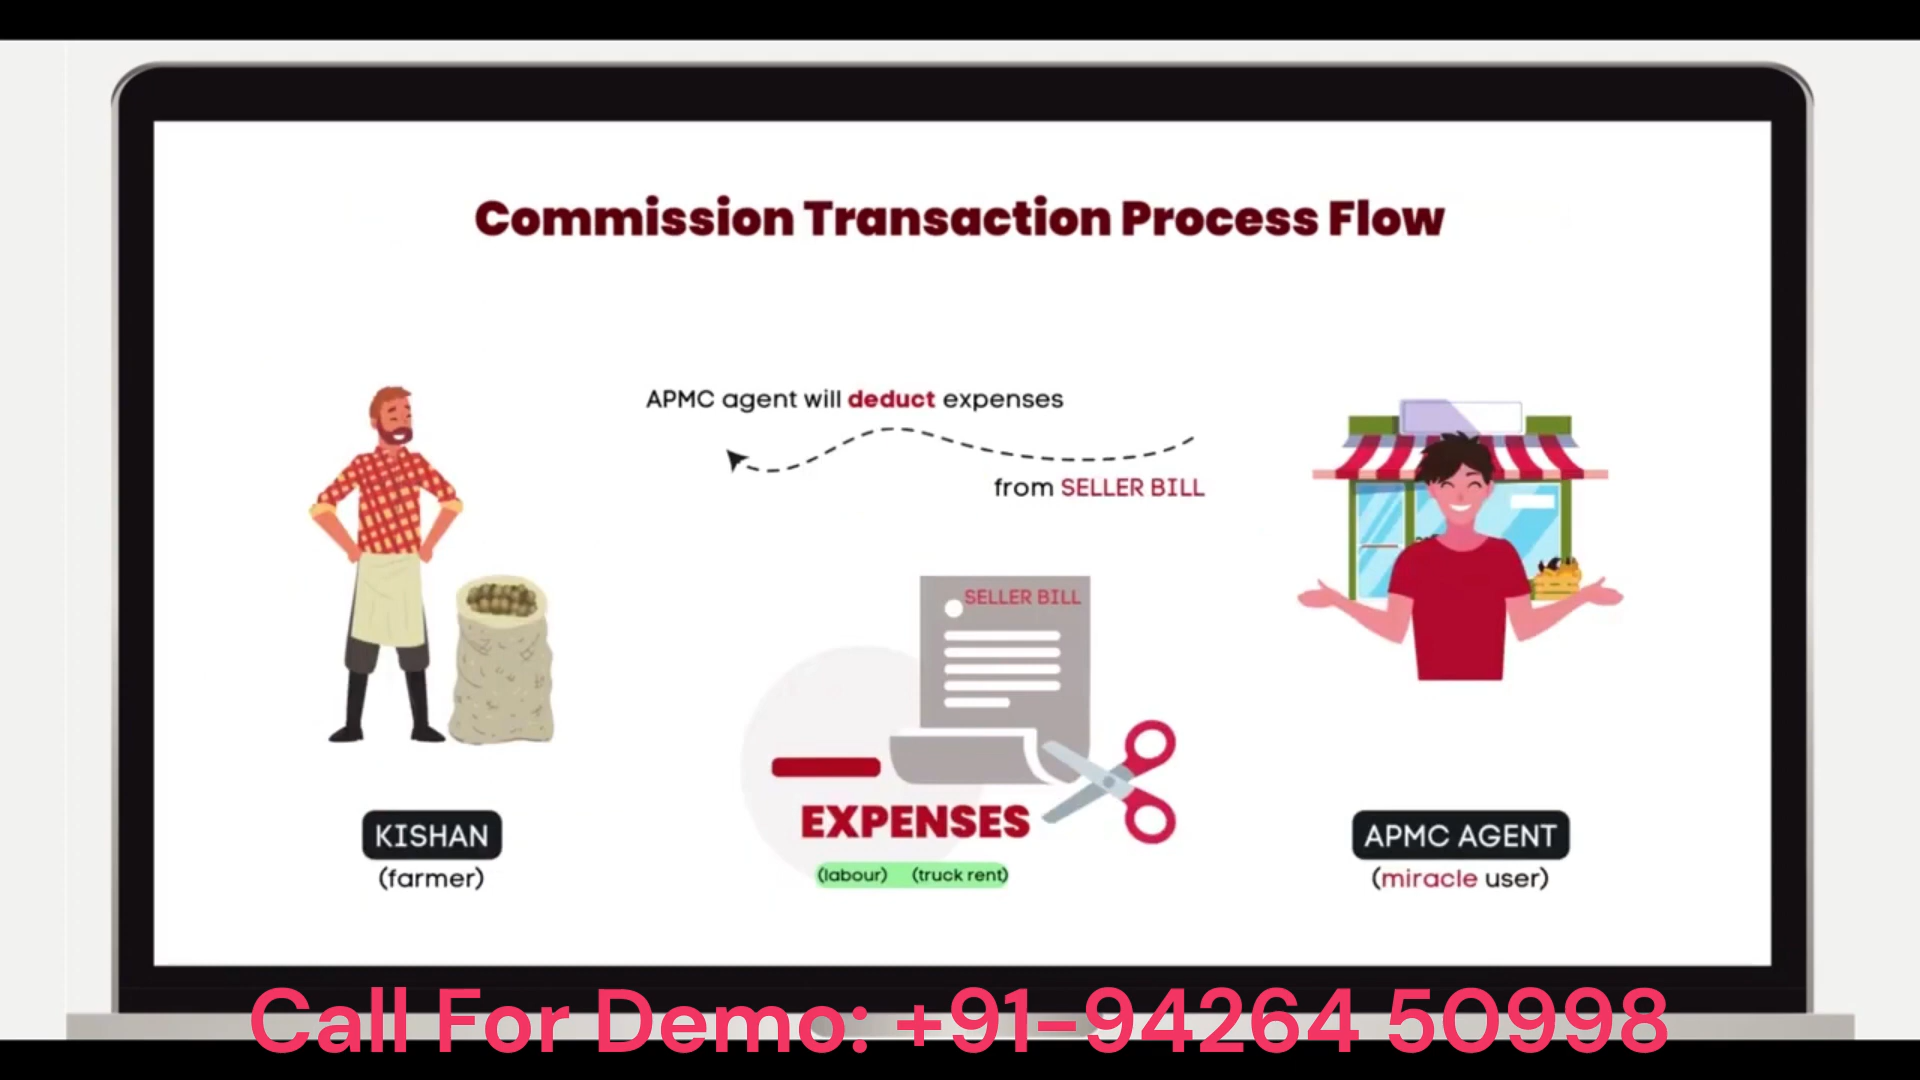 Commission Transaction Process Flow
APMC agent will deduct expenses
from SELLER BILL
SELLER BILL
EXPENSES
(labour) (truck rent)
KISHAN
(farmer)
APMC AGENT
(miracle user)
Call For Demo: +91-94264 50998